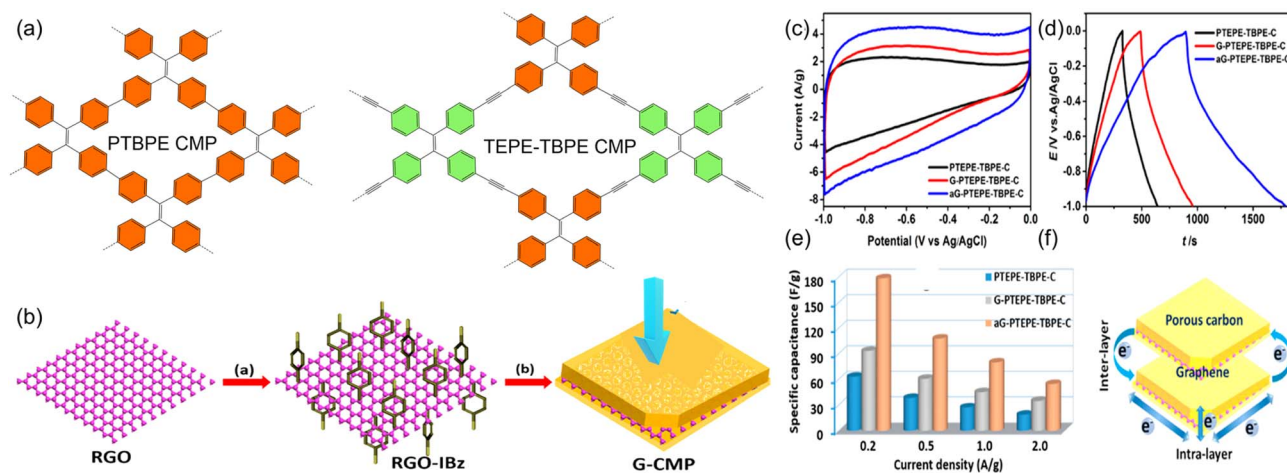 (a)
PTBPE CMP
TEPE-TBPE CMP
(b)
RGO
(a)
RGO-IBz
(b)
G-CMP
(c)
Current (A/g)
4
2
0
-2
-4
-6
-8
PTEPE-TBPE-C
G-PTEPE-TBPE-C
aG-PTEPE-TBPE-C
-1.0 -0.8 -0.6 -0.4 -0.2 0.0
Potential (V vs Ag/AgCl)
(d)
E /V vs.Ag/AgCl
0.0
-0.2
-0.4
-0.6
-0.8
-1.0
PTEPE-TBPE-C
G-PTEPE-TBPE-C
aG-PTEPE-TBPE-C
0 500 1000 1500
t /s
(e)
Specific capacitance (F/g)
180
150
120
90
60
30
0
PTEPE-TBPE-C
G-PTEPE-TBPE-C
aG-PTEPE-TBPE-C
0.2 0.5 1.0 2.0
Current density (A/g)
(f)
Inter-layer
Porous carbon
Graphene
e⁻
e⁻
e⁻
e⁻
e⁻
Intra-layer